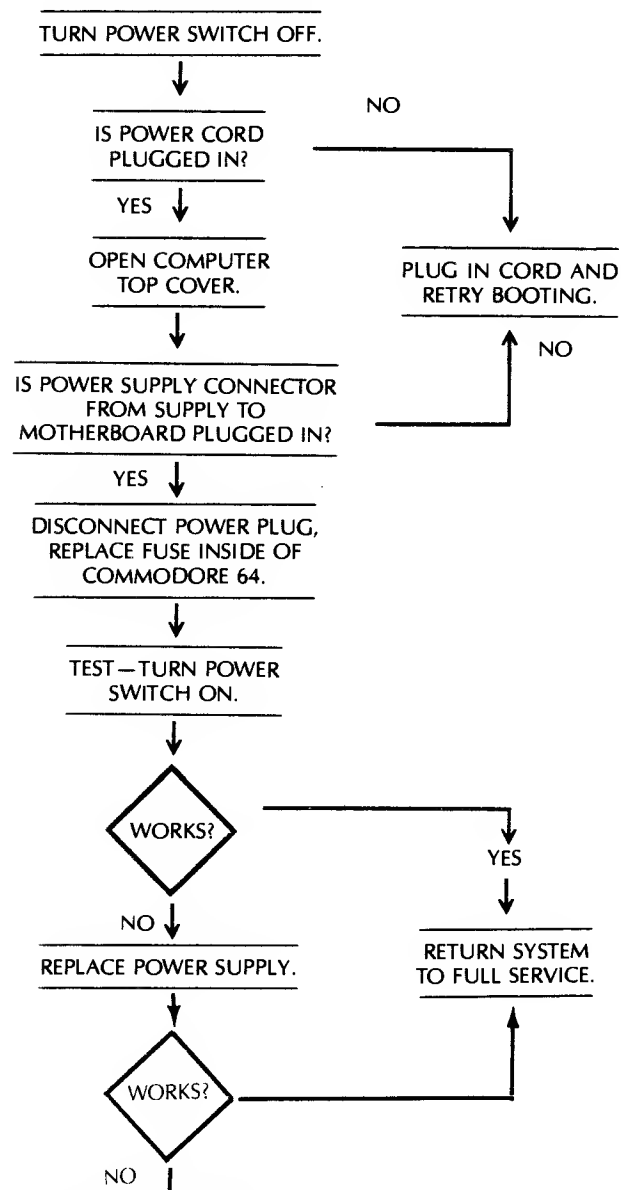 TURN POWER SWITCH OFF.
NO
IS POWER CORD
PLUGGED IN?
YES
OPEN COMPUTER
TOP COVER.
PLUG IN CORD AND
RETRY BOOTING.
NO
IS POWER SUPPLY CONNECTOR
FROM SUPPLY TO
MOTHERBOARD PLUGGED IN?
YES
DISCONNECT POWER PLUG,
REPLACE FUSE INSIDE OF
COMMODORE 64.
TEST—TURN POWER
SWITCH ON.
WORKS?
YES
NO
REPLACE POWER SUPPLY.
RETURN SYSTEM
TO FULL SERVICE.
WORKS?
NO